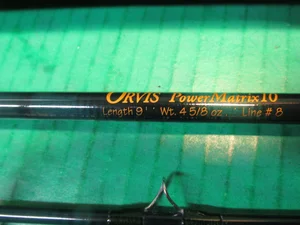 ORVIS PowerMatrix10
Length 9' Wt. 4 5/8 oz Line # 8